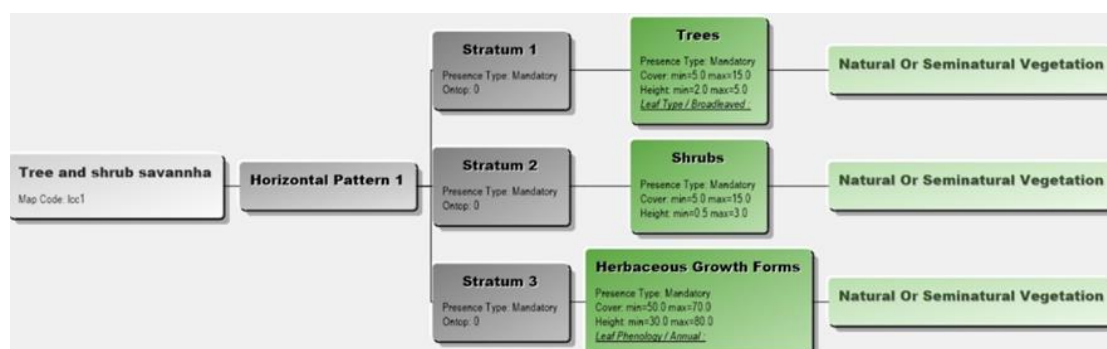 Tree and shrub savannha
Map Code: lcc1
Horizontal Pattern 1
Stratum 1
Presence Type: Mandatory
Ontop: 0
Trees
Presence Type: Mandatory
Cover: min=5.0 max=15.0
Height: min=2.0 max=5.0
Leaf Type / Broadleaved :
Natural Or Seminatural Vegetation
Stratum 2
Presence Type: Mandatory
Ontop: 0
Shrubs
Presence Type: Mandatory
Cover: min=5.0 max=15.0
Height: min=0.5 max=3.0
Natural Or Seminatural Vegetation
Stratum 3
Presence Type: Mandatory
Ontop: 0
Herbaceous Growth Forms
Presence Type: Mandatory
Cover: min=50.0 max=70.0
Height: min=30.0 max=80.0
Leaf Phenology / Annual :
Natural Or Seminatural Vegetation